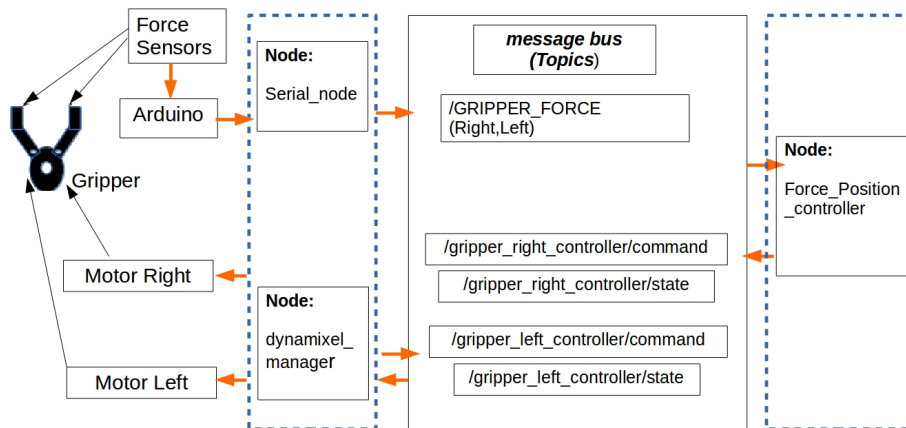 Force
Sensors
Arduino
Gripper
Motor Right
Motor Left
Node:
Serial_node
Node:
dynamixel_
manager
message bus
(Topics)
/GRIPPER_FORCE
(Right,Left)
/gripper_right_controller/command
/gripper_right_controller/state
/gripper_left_controller/command
/gripper_left_controller/state
Node:
Force_Position
_controller